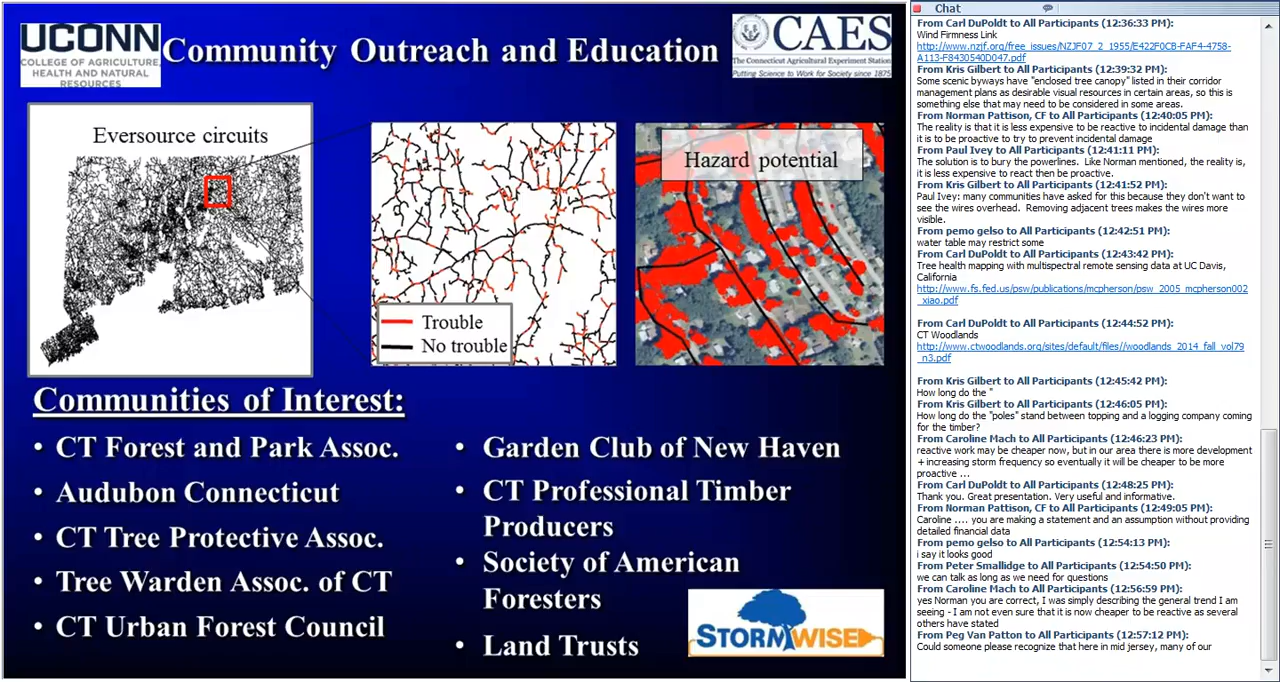 UCONN
COLLEGE OF AGRICULTURE,
HEALTH AND NATURAL
RESOURCES
Community Outreach and Education
CAES
The Connecticut Agricultural Experiment Station
Putting Science to Work for Society since 1875
Eversource circuits
Trouble
No trouble
Hazard potential
Communities of Interest:
• CT Forest and Park Assoc.
• Audubon Connecticut
• CT Tree Protective Assoc.
• Tree Warden Assoc. of CT
• CT Urban Forest Council
• Garden Club of New Haven
• CT Professional Timber
Producers
• Society of American
Foresters
• Land Trusts
STORMWISE
Chat
From Carl DuPoldt to All Participants (12:36:33 PM):
Wind Firmness Link
http://www.nzjf.org/free_issues/NZJF07_2_1955/E422F0CB-FAF4-4758-
A113-F8430540D047.pdf
From Kris Gilbert to All Participants (12:39:32 PM):
Some scenic byways have "enclosed tree canopy" listed in their corridor
management plans as desirable visual resources in certain areas, so this is
something else that may need to be considered in some areas.
From Norman Pattison, CF to All Participants (12:40:05 PM):
The reality is that it is less expensive to be reactive to incidental damage than
it is to be proactive to try to prevent incidental damage
From Paul Ivey to All Participants (12:41:11 PM):
The solution is to bury the powerlines. Like Norman mentioned, the reality is,
it is less expensive to react then be proactive.
From Kris Gilbert to All Participants (12:41:52 PM):
Paul Ivey: many communities have asked for this because they don't want to
see the wires overhead. Removing adjacent trees makes the wires more
visible.
From pemo gelso to All Participants (12:42:51 PM):
water table may restrict some
From Carl DuPoldt to All Participants (12:43:42 PM):
Tree health mapping with multispectral remote sensing data at UC Davis,
California
http://www.fs.fed.us/psw/publications/mcpherson/psw_2005_mcpherson002
_xiao.pdf
From Carl DuPoldt to All Participants (12:44:52 PM):
CT Woodlands
http://www.ctwoodlands.org/sites/default/files//woodlands_2014_fall_vol79
_n3.pdf
From Kris Gilbert to All Participants (12:45:42 PM):
How long do the "
From Kris Gilbert to All Participants (12:46:05 PM):
How long do the "poles" stand between topping and a logging company coming
for the timber?
From Caroline Mach to All Participants (12:46:23 PM):
reactive work may be cheaper now, but in our area there is more development
+ increasing storm frequency so eventually it will be cheaper to be more
proactive ...
From Carl DuPoldt to All Participants (12:48:25 PM):
Thank you. Great presentation. Very useful and informative.
From Norman Pattison, CF to All Participants (12:49:05 PM):
Caroline .... you are making a statement and an assumption without providing
detailed financial data
From pemo gelso to All Participants (12:54:13 PM):
i say it looks good
From Peter Smallidge to All Participants (12:54:50 PM):
we can talk as long as we need for questions
From Caroline Mach to All Participants (12:56:59 PM):
yes Norman you are correct, I was simply describing the general trend I am
seeing - I am not even sure that it is now cheaper to be reactive as several
others have stated
From Peg Van Patton to All Participants (12:57:12 PM):
Could someone please recognize that here in mid jersey, many of our